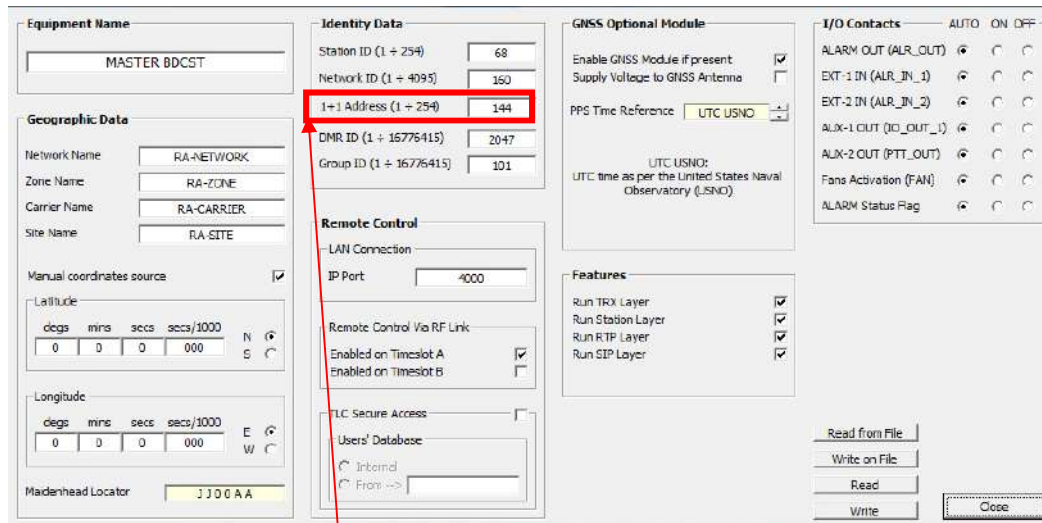 Equipment Name
MASTER BDCST
Geographic Data
Network Name RA-NETWORK
Zone Name RA-ZONE
Carrier Name RA-CARRIER
Site Name RA-SITE
Manual coordinates source
Latitude
degs mins secs secs/1000
0 0 0 000
N
S
Longitude
degs mins secs secs/1000
0 0 0 000
E
W
Maidenhead Locator JJ00AA
Identity Data
Station ID (1 ÷ 254) 68
Network ID (1 ÷ 4095) 160
1+1 Address (1 ÷ 254) 144
DMR ID (1 ÷ 16776415) 2047
Group ID (1 ÷ 16776415) 101
Remote Control
LAN Connection
IP Port 4000
Remote Control Via RF Link
Enabled on Timeslot A
Enabled on Timeslot B
TLC Secure Access
Users' Database
Internal
From -->
GNSS Optional Module
Enable GNSS Module if present
Supply Voltage to GNSS Antenna
PPS Time Reference UTC USNO
UTC USNO:
UTC time as per the United States Naval
Observatory (USNO)
Features
Run TRX Layer
Run Station Layer
Run RTP Layer
Run SIP Layer
I/O Contacts AUTO ON OFF
ALARM OUT (ALR_OUT)
EXT-1 IN (ALR_IN_1)
EXT-2 IN (ALR_IN_2)
AUX-1 OUT (IO_OUT_1)
AUX-2 OUT (PTT_OUT)
Fans Activation (FAN)
ALARM Status Flag
Read from File
Write on File
Read
Write
Close